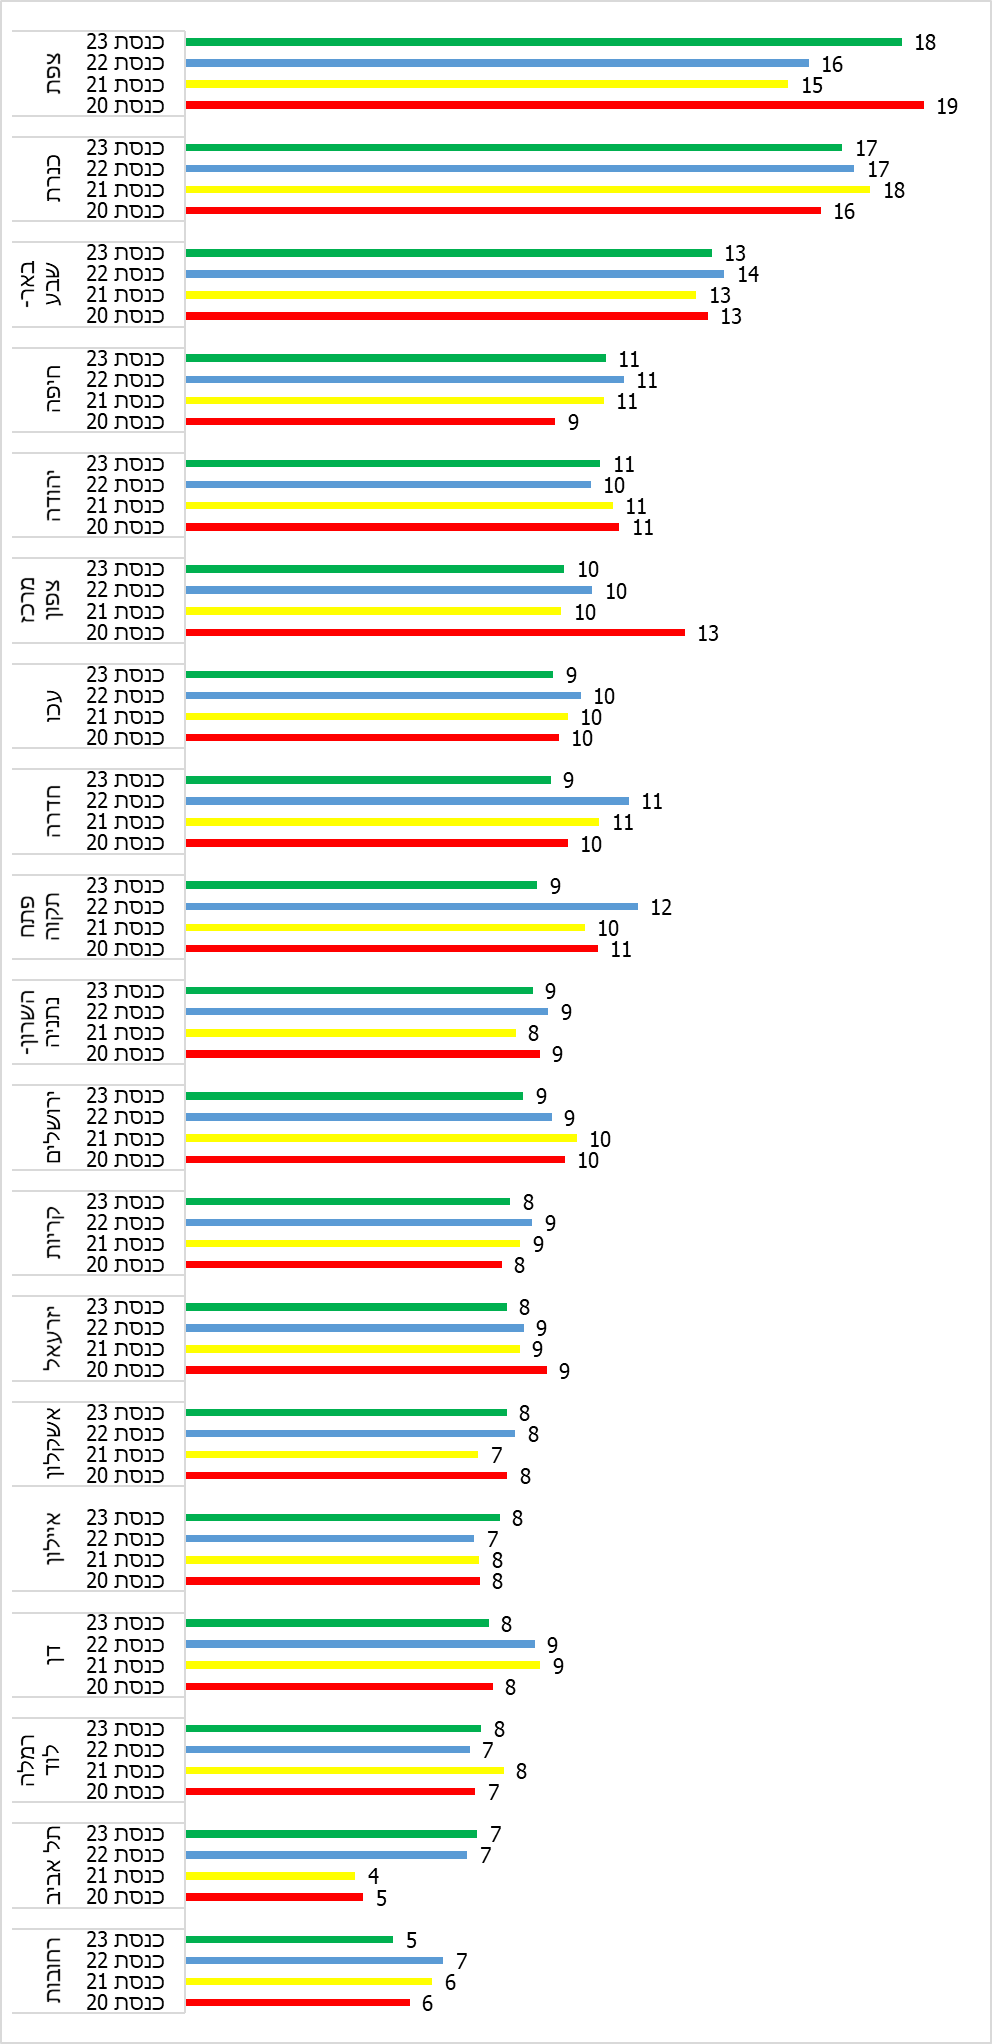 צפת
כנסת 23 18
כנסת 22 16
כנסת 21 15
כנסת 20 19
כנרת
כנסת 23 17
כנסת 22 17
כנסת 21 18
כנסת 20 16
באר-
שבע
כנסת 23 13
כנסת 22 14
כנסת 21 13
כנסת 20 13
חיפה
כנסת 23 11
כנסת 22 11
כנסת 21 11
כנסת 20 9
יהודה
כנסת 23 11
כנסת 22 10
כנסת 21 11
כנסת 20 11
מרכז
צפון
כנסת 23 10
כנסת 22 10
כנסת 21 10
כנסת 20 13
עכו
כנסת 23 9
כנסת 22 10
כנסת 21 10
כנסת 20 10
חדרה
כנסת 23 9
כנסת 22 11
כנסת 21 11
כנסת 20 10
פתח
תקוה
כנסת 23 9
כנסת 22 12
כנסת 21 10
כנסת 20 11
השרון-
נתניה
כנסת 23 9
כנסת 22 9
כנסת 21 8
כנסת 20 9
ירושלים
כנסת 23 9
כנסת 22 9
כנסת 21 10
כנסת 20 10
קריות
כנסת 23 8
כנסת 22 9
כנסת 21 9
כנסת 20 8
יזרעאל
כנסת 23 8
כנסת 22 9
כנסת 21 9
כנסת 20 9
אשקלון
כנסת 23 8
כנסת 22 8
כנסת 21 7
כנסת 20 8
איילון
כנסת 23 8
כנסת 22 7
כנסת 21 8
כנסת 20 8
דן
כנסת 23 8
כנסת 22 9
כנסת 21 9
כנסת 20 8
רמלה
לוד
כנסת 23 8
כנסת 22 7
כנסת 21 8
כנסת 20 7
תל אביב
כנסת 23 7
כנסת 22 7
כנסת 21 4
כנסת 20 5
רחובות
כנסת 23 5
כנסת 22 7
כנסת 21 6
כנסת 20 6